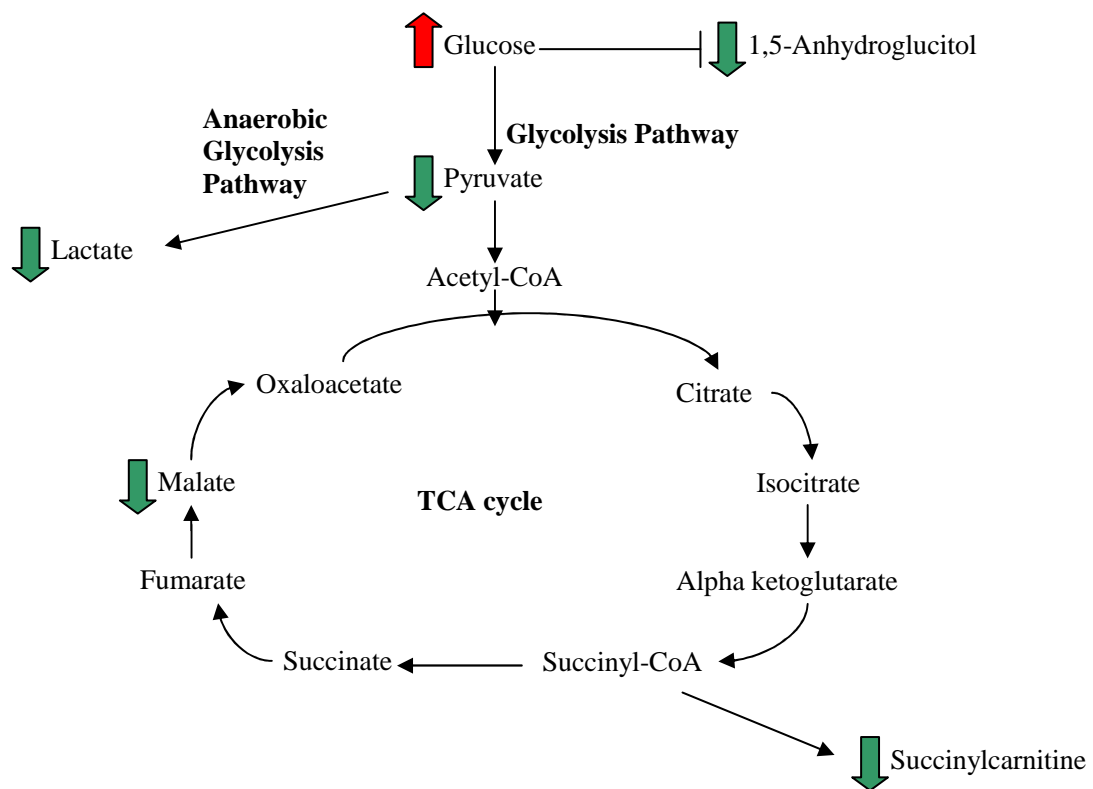 Glucose
1,5-Anhydroglucitol
Anaerobic
Glycolysis
Pathway
Glycolysis Pathway
Pyruvate
Lactate
Acetyl-CoA
Oxaloacetate
Citrate
Malate
TCA cycle
Isocitrate
Fumarate
Alpha ketoglutarate
Succinate
Succinyl-CoA
Succinylcarnitine